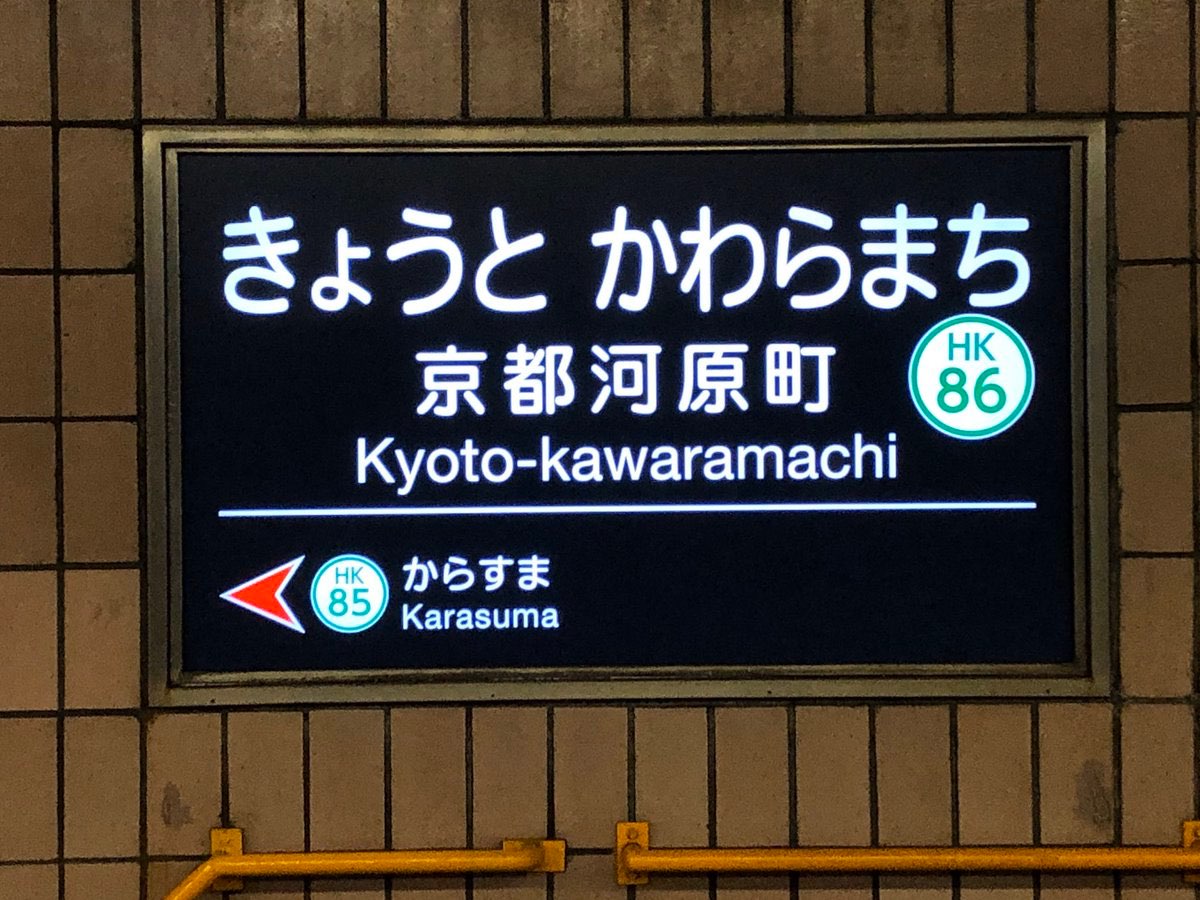 きょうと かわらまち
京都河原町
HK
86
Kyoto-kawaramachi
HK
85
からすま
Karasuma